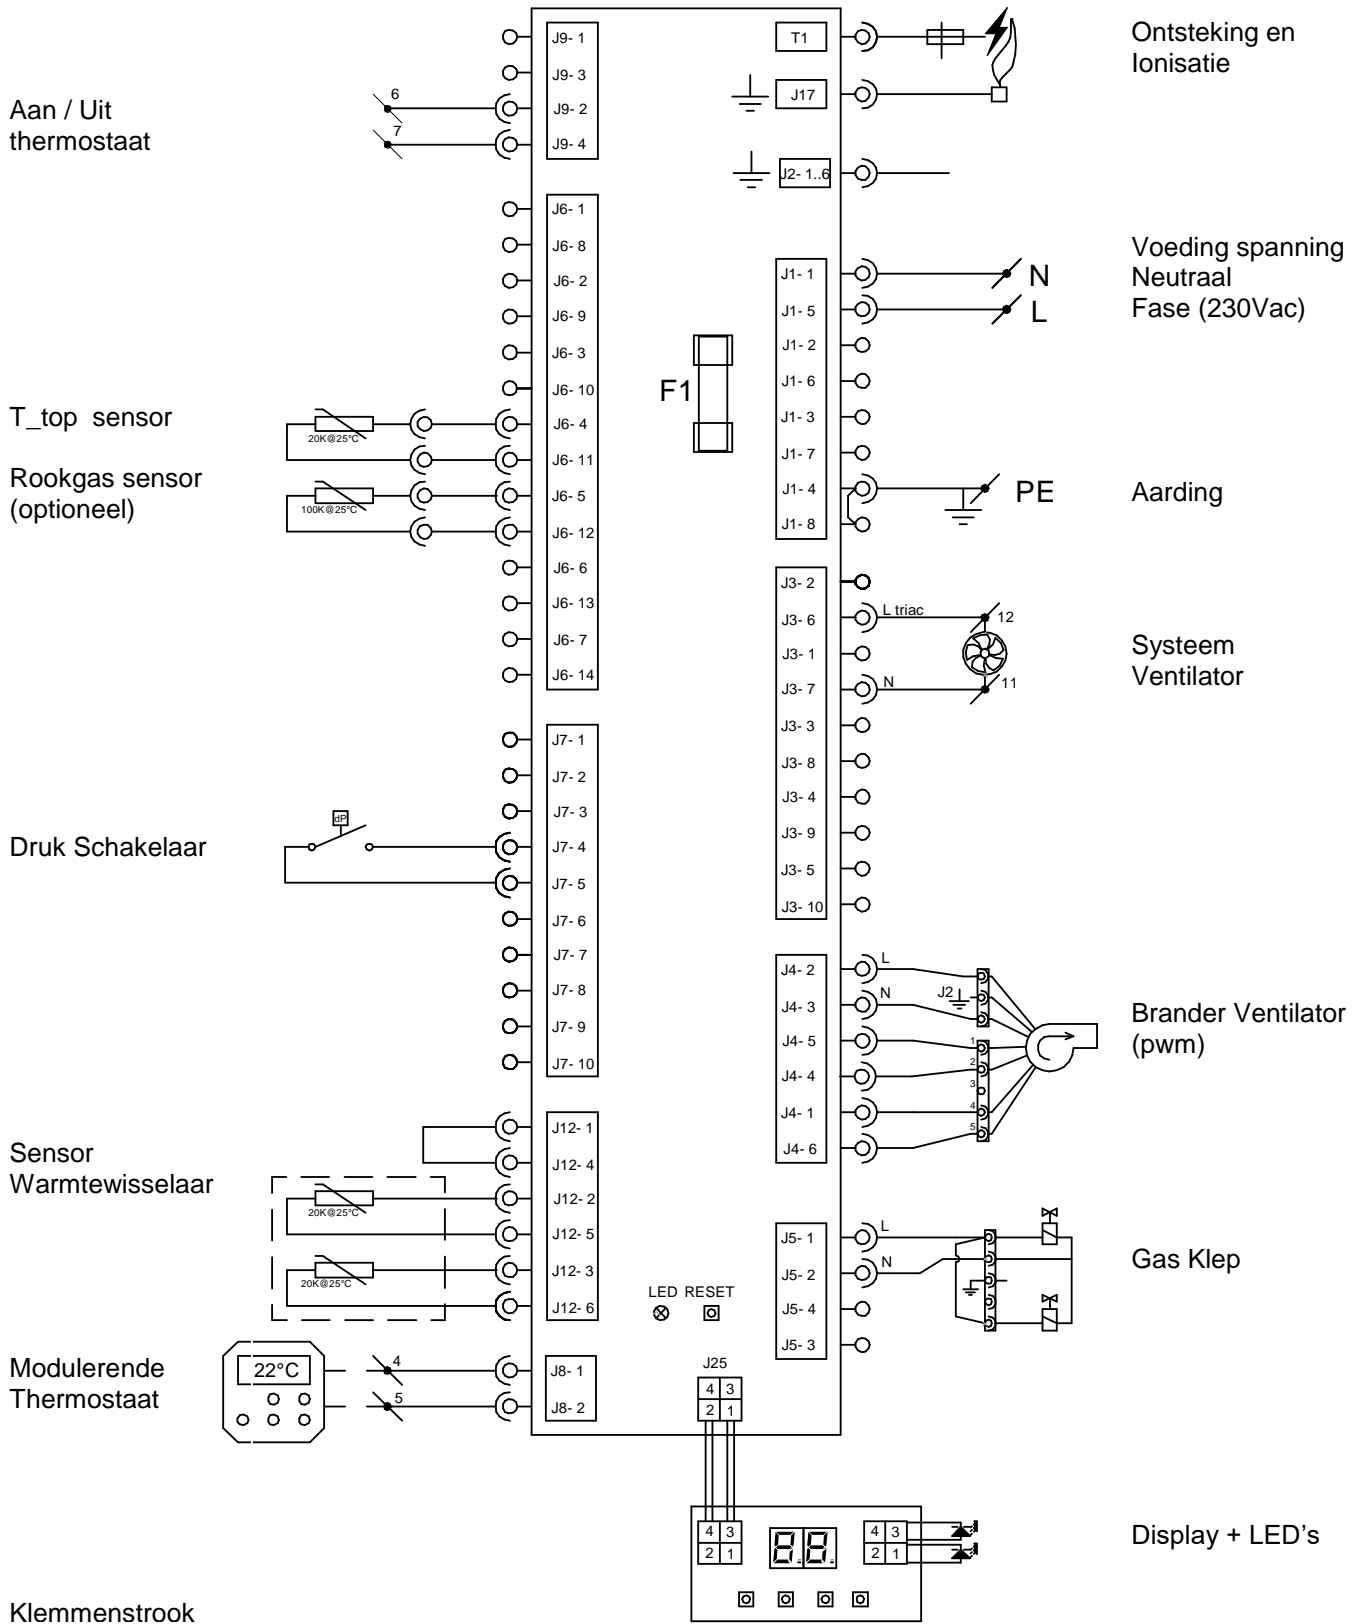 Aan / Uit
thermostaat
T_top sensor
Rookgas sensor
(optioneel)
Druk Schakelaar
Sensor
Warmtewisselaar
Modulerende
Thermostaat
Klemmenstrook
6
7
20K@25°C
100K@25°C
dP
20K@25°C
20K@25°C
22°C
4
5
J9- 1
J9- 3
J9- 2
J9- 4
J6- 1
J6- 8
J6- 2
J6- 9
J6- 3
J6- 10
J6- 4
J6- 11
J6- 5
J6- 12
J6- 6
J6- 13
J6- 7
J6- 14
J7- 1
J7- 2
J7- 3
J7- 4
J7- 5
J7- 6
J7- 7
J7- 8
J7- 9
J7- 10
J12- 1
J12- 4
J12- 2
J12- 5
J12- 3
J12- 6
J8- 1
J8- 2
F1
LED RESET
J25
4 3
2 1
T1
J17
J2- 1..6
J1- 1
J1- 5
J1- 2
J1- 6
J1- 3
J1- 7
J1- 4
J1- 8
J3- 2
J3- 6
J3- 1
J3- 7
J3- 3
J3- 8
J3- 4
J3- 9
J3- 5
J3- 10
J4- 2
J4- 3
J4- 5
J4- 4
J4- 1
J4- 6
J5- 1
J5- 2
J5- 4
J5- 3
N
L
PE
L triac
12
N
11
L
N
J2
1
2
3
4
5
L
N
4 3
2 1
8.8.
4 3
2 1
Ontsteking en
Ionisatie
Voeding spanning
Neutraal
Fase (230Vac)
Aarding
Systeem
Ventilator
Brander Ventilator
(pwm)
Gas Klep
Display + LED’s